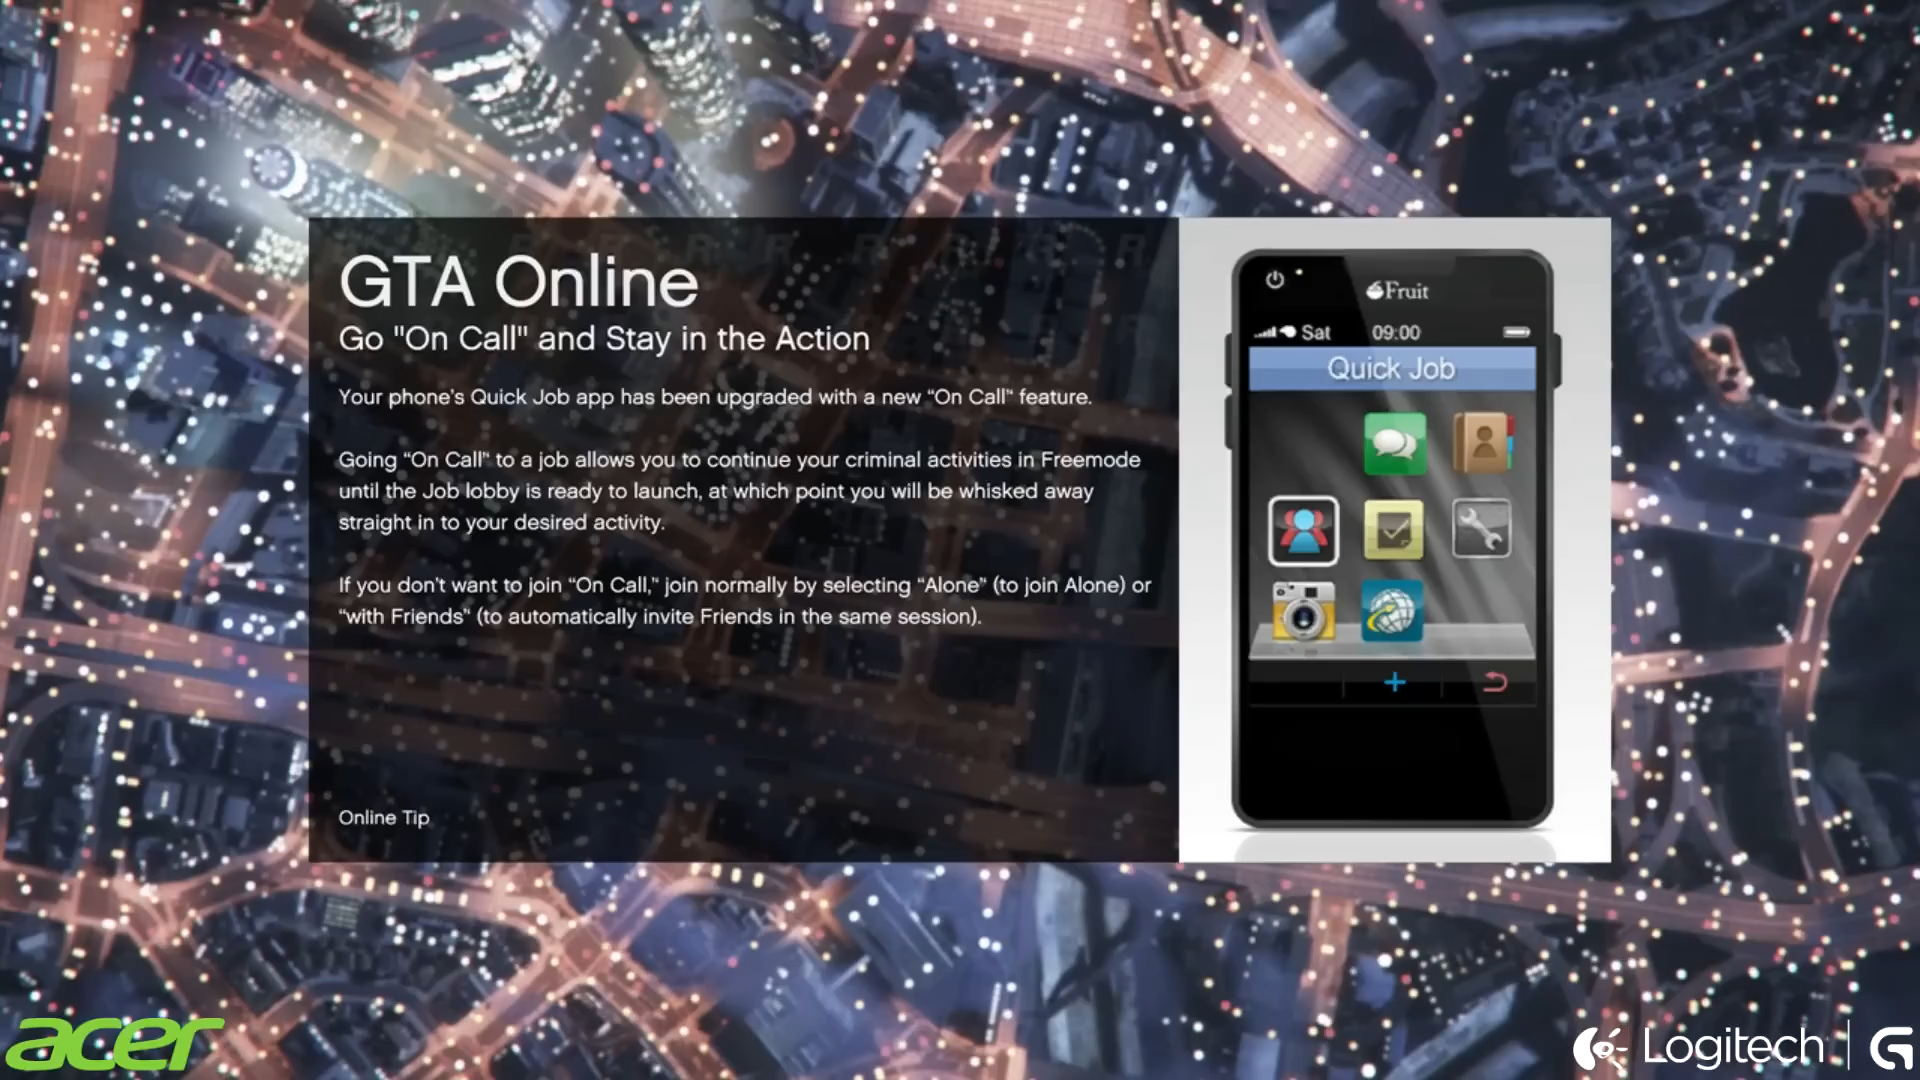 GTA Online
Go "On Call" and Stay in the Action
Your phone's Quick Job app has been upgraded with a new “On Call“ feature.
Going “On Call“ to a job allows you to continue your criminal activities in Freemode
until the Job lobby is ready to launch, at which point you will be whisked away
straight in to your desired activity.
If you don't want to join “On Call,“ join normally by selecting “Alone” (to join Alone) or
“with Friends” (to automatically invite Friends in the same session).
Online Tip
Fruit
Sat 09:00
Quick Job
acer
Logitech | G